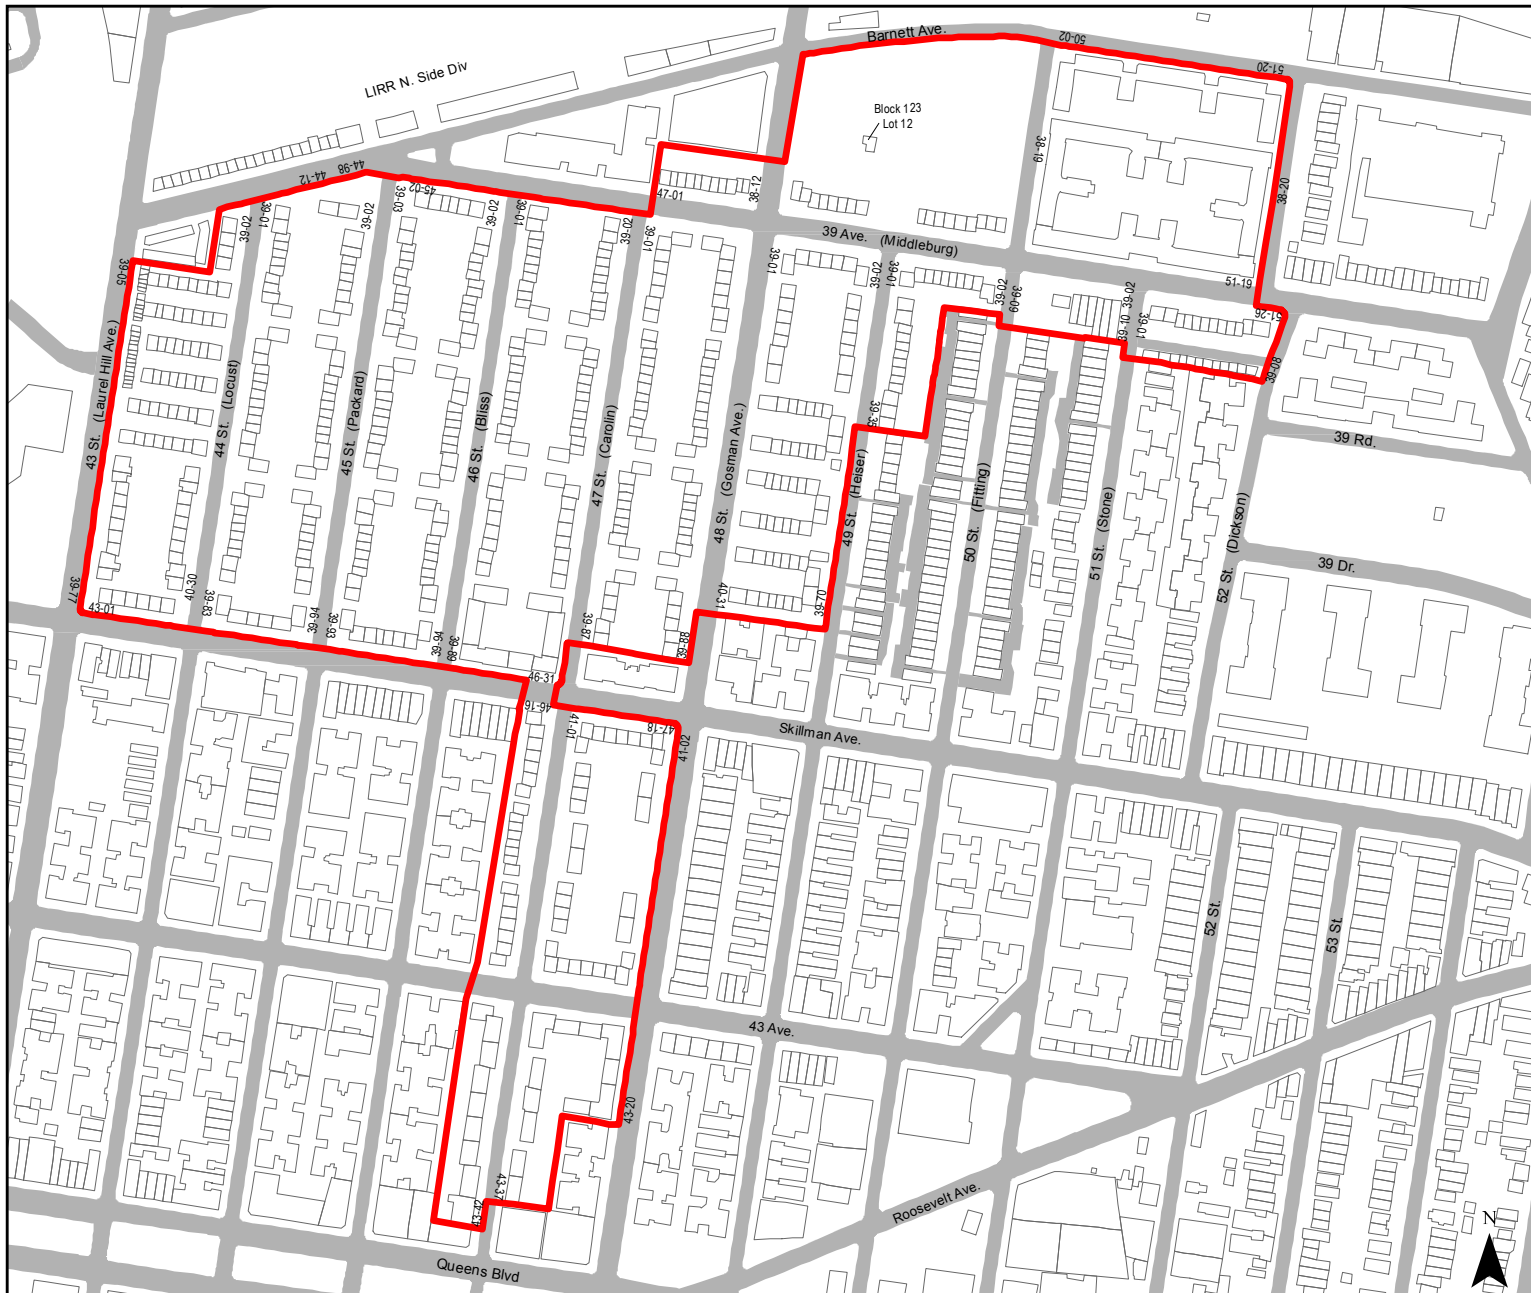 Barnett Ave.
50-02
51-20
LIRR N. Side Div
Block 123
Lot 12
38-19
44-98
44-12
45-02
47-01
38-12
38-20
39-02
39-01
39-02
39-03
39-02
39-01
39-02
39-01
39 Ave. (Middleburg)
39-01
39-02
39-01
39-02
39-09
39-02
51-19
51-26
39-05
39-10
39-01
39-08
43 St. (Laurel Hill Ave.)
44 St. (Locust)
45 St. (Packard)
46 St. (Bliss)
47 St. (Carolin)
48 St. (Gosman Ave.)
39-35
49 St. (Heiser)
50 St. (Fitting)
51 St. (Stone)
52 St. (Dickson)
39 Rd.
39 Dr.
39-77
43-01
40-30
39-83
39-94
39-93
39-94
39-89
39-87
39-88
40-31
39-70
46-31
46-16
41-01
47-18
41-02
Skillman Ave.
52 St.
53 St.
43 Ave.
43-20
43-37
43-42
Roosevelt Ave.
Queens Blvd
N